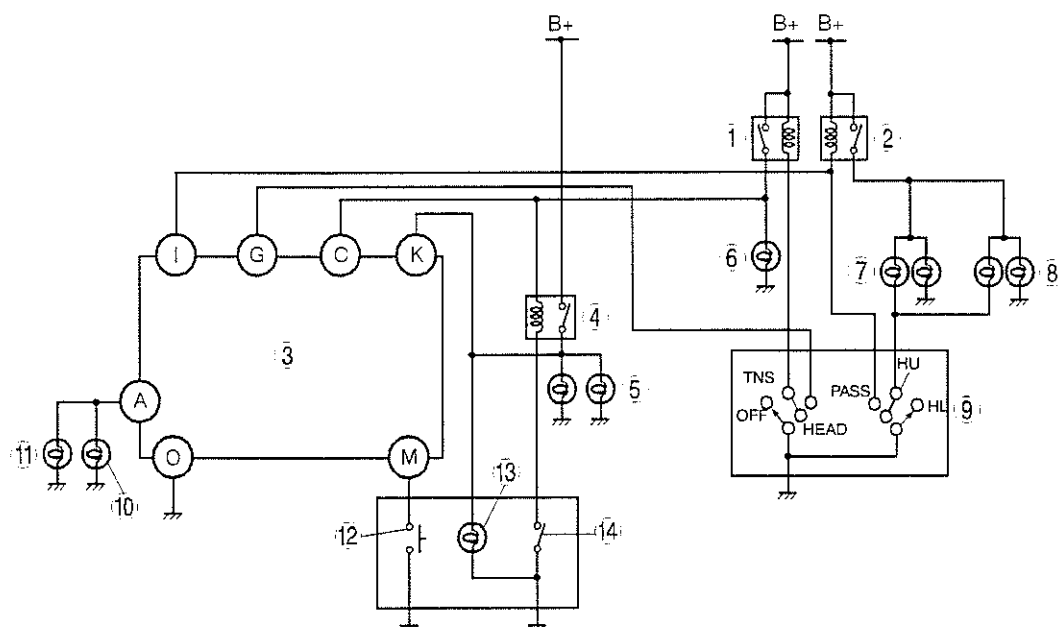 B+
B+ B+
1 2
I G C K
6 7 8
4
3
TNS PASS HU
5
A OFF HEAD HL 9
11 O M
10 13
12 14